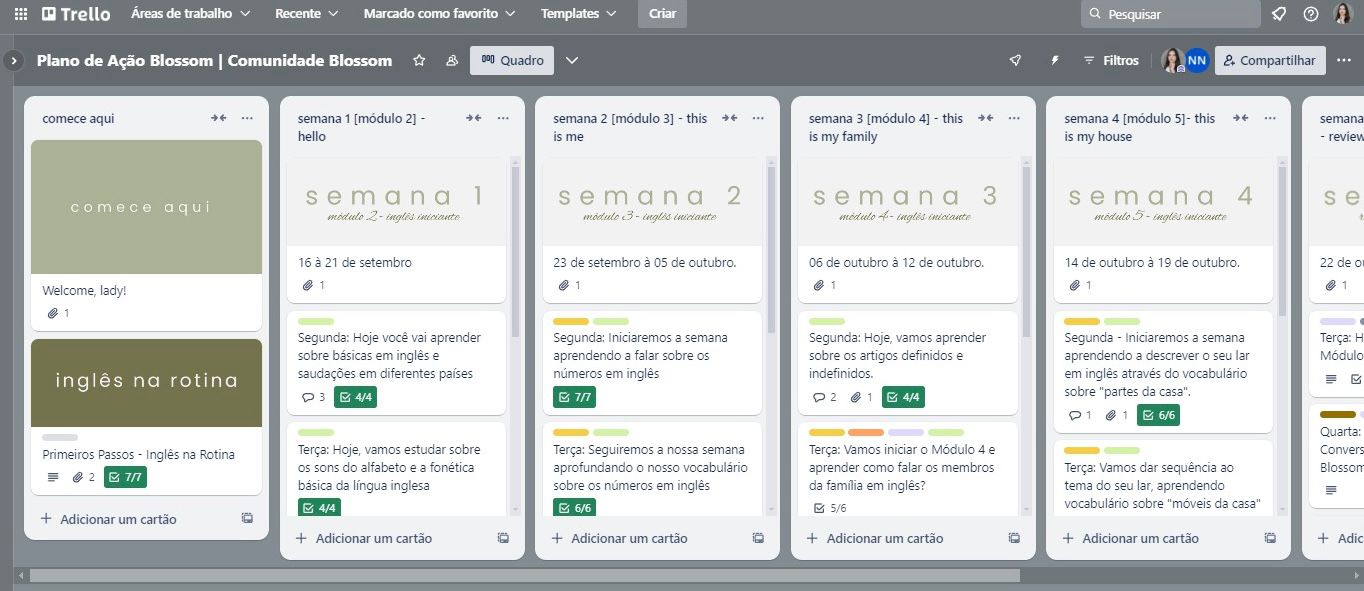 Trello
Áreas de trabalho
Recente
Marcado como favorito
Templates
Criar
Pesquisar
Plano de Ação Blossom | Comunidade Blossom
Quadro
Filtros
NN
Compartilhar
comece aqui
comece aqui
Welcome, lady!
1
inglês na rotina
Primeiros Passos - Inglês na Rotina
2
7/7
Adicionar um cartão
semana 1 [módulo 2] -
hello
semana 1
módulo 2- inglês iniciante
16 à 21 de setembro
1
Segunda: Hoje você vai aprender
sobre básicas em inglês e
saudações em diferentes países
3
4/4
Terça: Hoje, vamos estudar sobre
os sons do alfabeto e a fonética
básica da língua inglesa
4/4
Adicionar um cartão
semana 2 [módulo 3] - this
is me
semana 2
módulo 3- inglês iniciante
23 de setembro à 05 de outubro.
1
Segunda: Iniciaremos a semana
aprendendo a falar sobre os
números em inglês
7/7
Terça: Seguiremos a nossa semana
aprofundando o nosso vocabulário
sobre os números em inglês
6/6
Adicionar um cartão
semana 3 [módulo 4] - this
is my family
semana 3
módulo 4- inglês iniciante
06 de outubro à 12 de outubro.
1
Segunda: Hoje, vamos aprender
sobre os artigos definidos e
indefinidos.
2
1
4/4
Terça: Vamos iniciar o Módulo 4 e
aprender como falar os membros
da família em inglês?
5/6
Adicionar um cartão
semana 4 [módulo 5]- this
is my house
semana 4
módulo 5- inglês iniciante
14 de outubro à 19 de outubro.
1
Segunda - Iniciaremos a semana
aprendendo a descrever o seu lar
em inglês através do vocabulário
sobre "partes da casa".
1
1
6/6
Terça: Vamos dar sequência ao
tema do seu lar, aprendendo
vocabulário sobre "móveis da casa"
Adicionar um cartão
semana
- review
se
22 de o
1
Terça: H
Módulo
Quarta:
Convers
Blossom
Adic